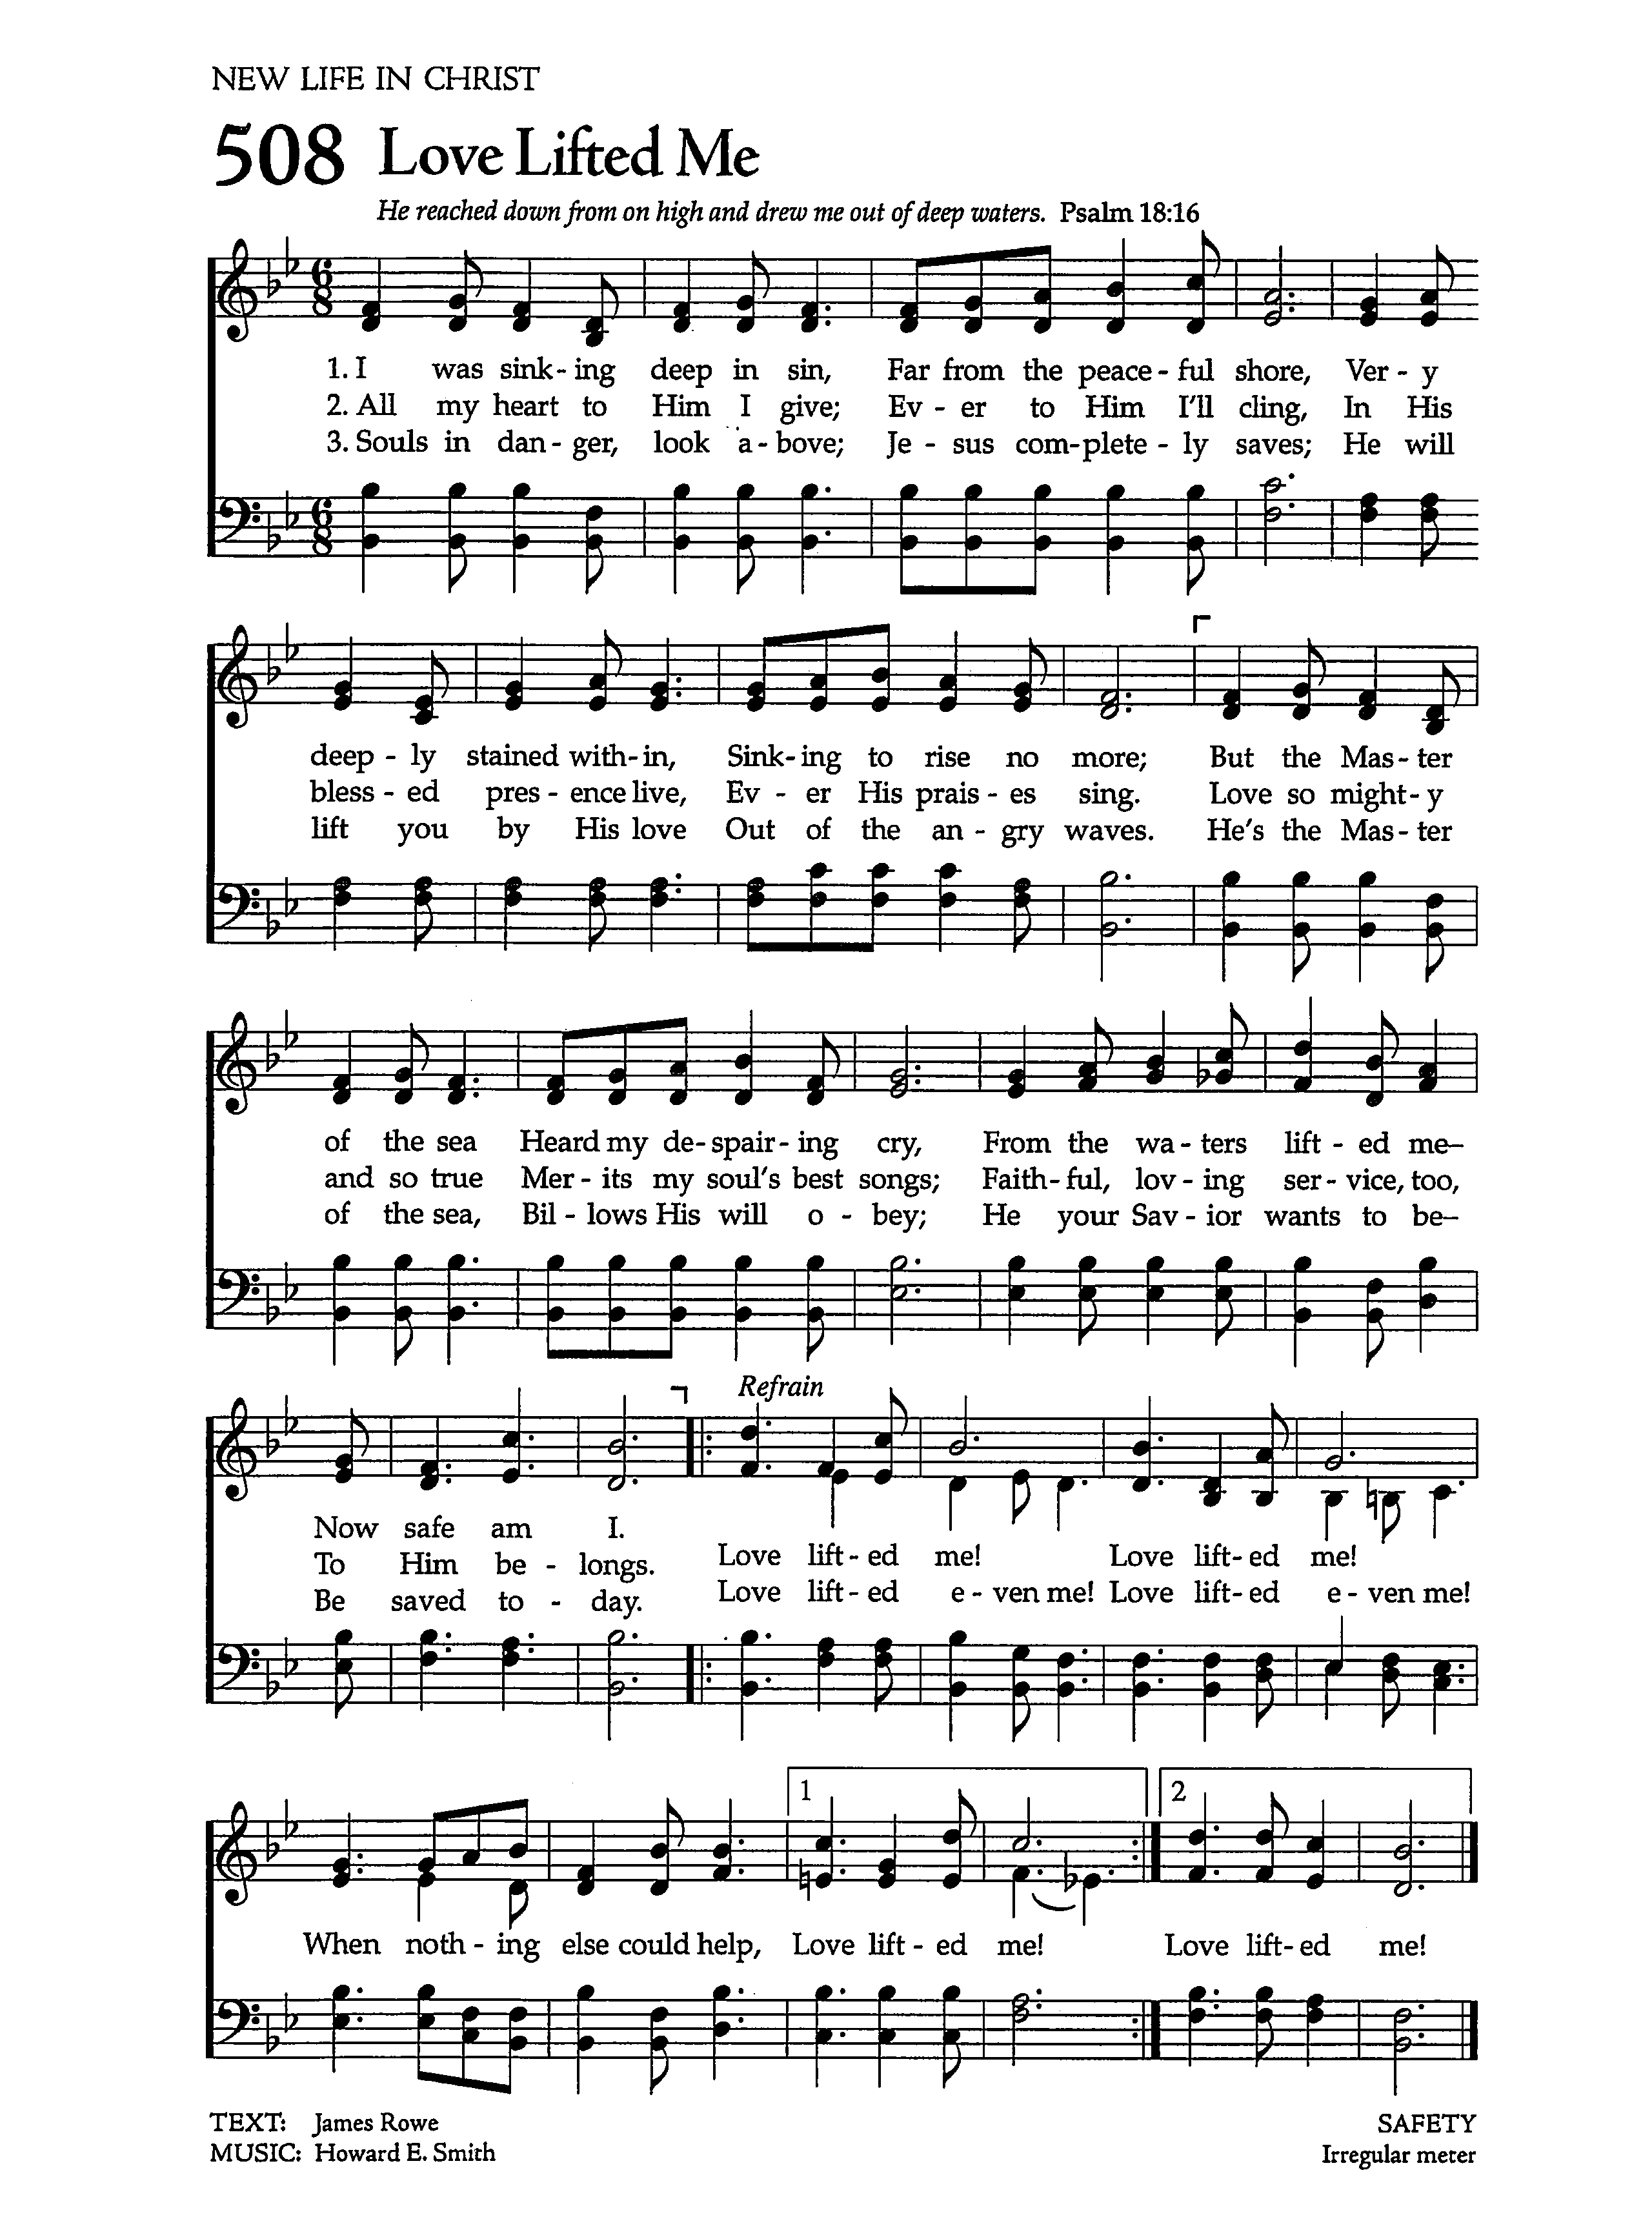 NEW LIFE IN CHRIST
508 Love Lifted Me
He reached down from on high and drew me out of deep waters. Psalm 18:16
1. I was sink - ing deep in sin, Far from the peace - ful shore, Ver - y
2. All my heart to Him I give; Ev - er to Him I'll cling, In His
3. Souls in dan - ger, look a - bove; Je - sus com - plete - ly saves; He will
deep - ly stained with - in, Sink - ing to rise no more; But the Mas - ter
bless - ed pres - ence live, Ev - er His prais - es sing. Love so might - y
lift you by His love Out of the an - gry waves. He's the Mas - ter
of the sea Heard my de - spair - ing cry, From the wa - ters lift - ed me–
and so true Mer - its my soul's best songs; Faith - ful, lov - ing ser - vice, too,
of the sea, Bil - lows His will o - bey; He your Sav - ior wants to be–
Refrain
Now safe am I. Love lift - ed me! Love lift - ed me!
To Him be - longs. Love lift - ed e - ven me! Love lift - ed e - ven me!
Be saved to - day.
1 2
When noth - ing else could help, Love lift - ed me! Love lift - ed me!
TEXT: James Rowe SAFETY
MUSIC: Howard E. Smith Irregular meter